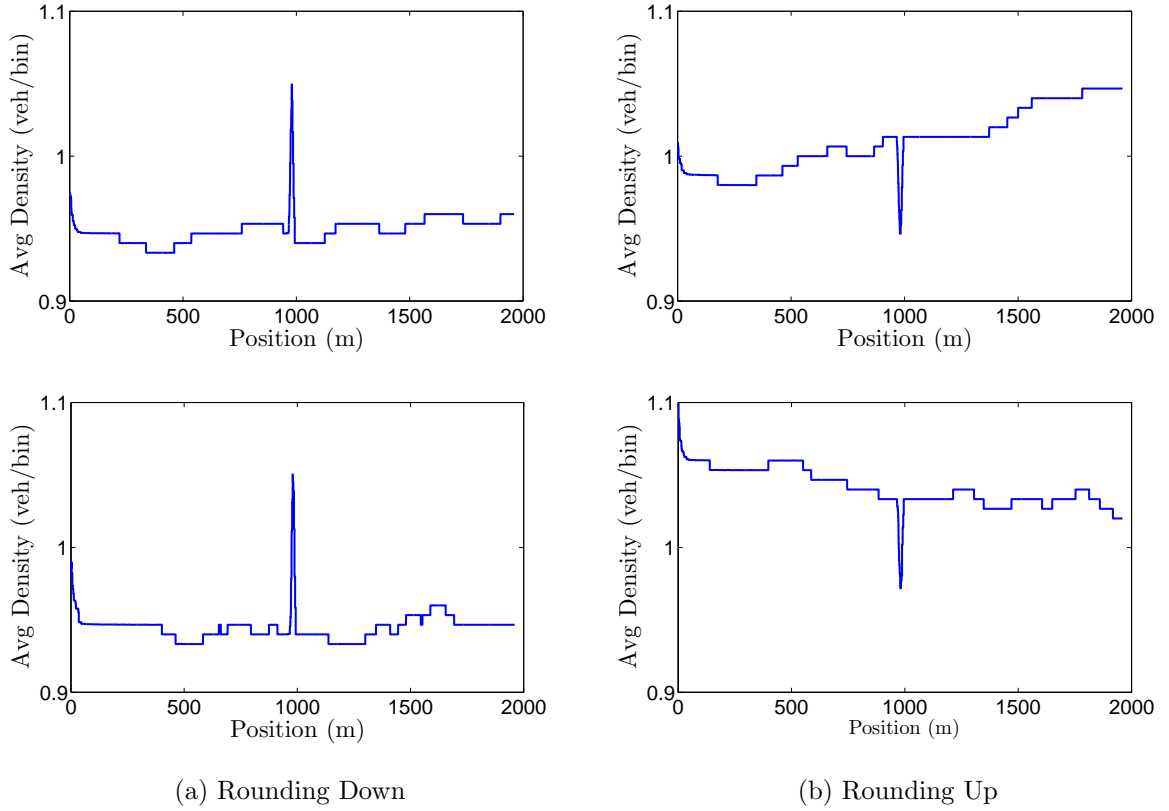 1.1
1
0.9
Avg Density (veh/bin)
0 500 1000 1500 2000
Position (m)
1.1
1
0.9
Avg Density (veh/bin)
0 500 1000 1500 2000
Position (m)
1.1
1
0.9
Avg Density (veh/bin)
0 500 1000 1500 2000
Position (m)
1.1
1
0.9
Avg Density (veh/bin)
0 500 1000 1500 2000
Position (m)
(a) Rounding Down
(b) Rounding Up